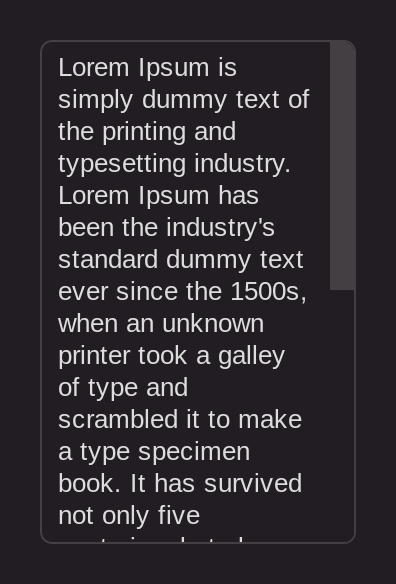 Lorem Ipsum is
simply dummy text of
the printing and
typesetting industry.
Lorem Ipsum has
been the industry's
standard dummy text
ever since the 1500s,
when an unknown
printer took a galley
of type and
scrambled it to make
a type specimen
book. It has survived
not only five